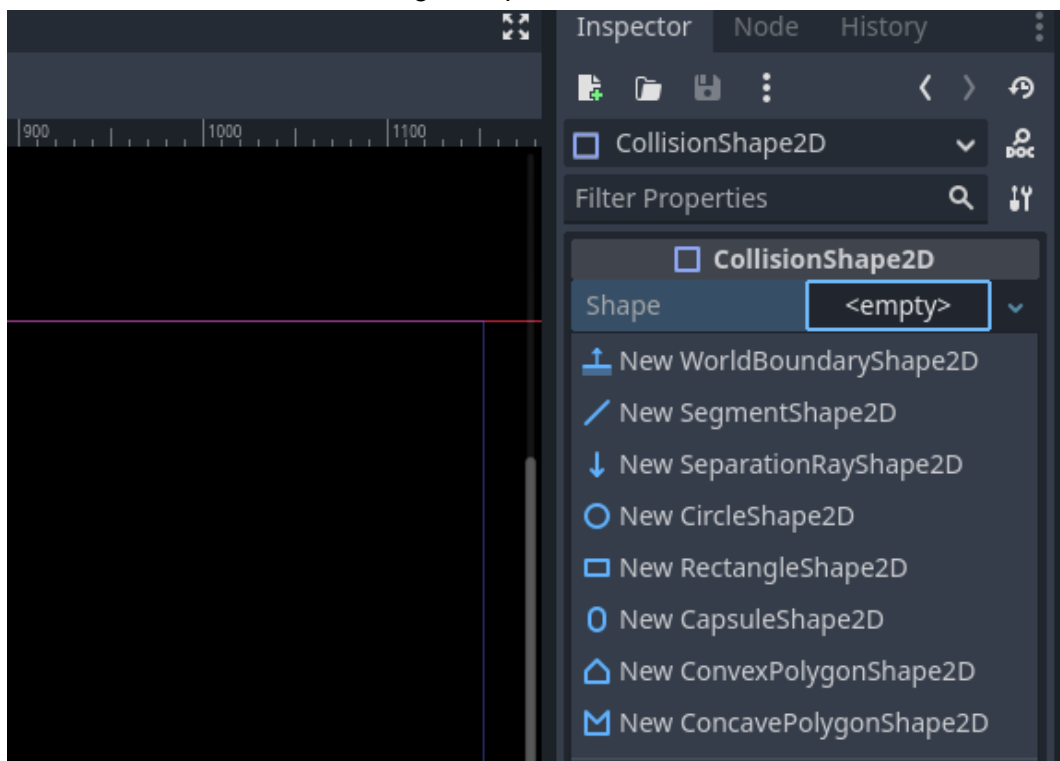 Inspector Node History
900 1000 1100
CollisionShape2D
DOC
Filter Properties
CollisionShape2D
Shape <empty>
New WorldBoundaryShape2D
New SegmentShape2D
New SeparationRayShape2D
New CircleShape2D
New RectangleShape2D
New CapsuleShape2D
New ConvexPolygonShape2D
New ConcavePolygonShape2D